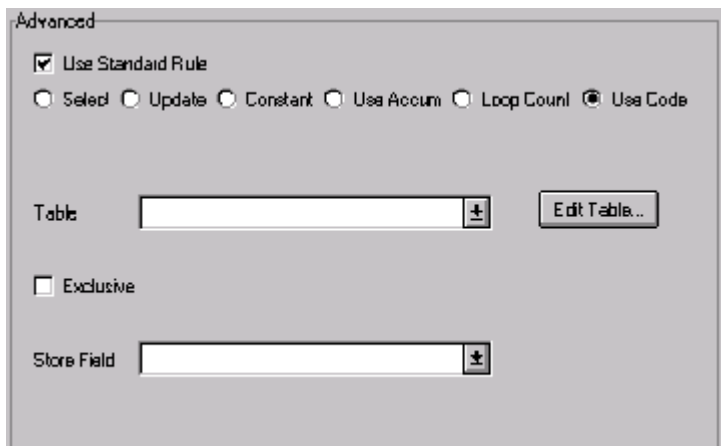 Advanced
Use Standard Rule
Select Update Constant Use Accum Loop Count Use Code
Table Edit Table...
Exclusive
Store Field